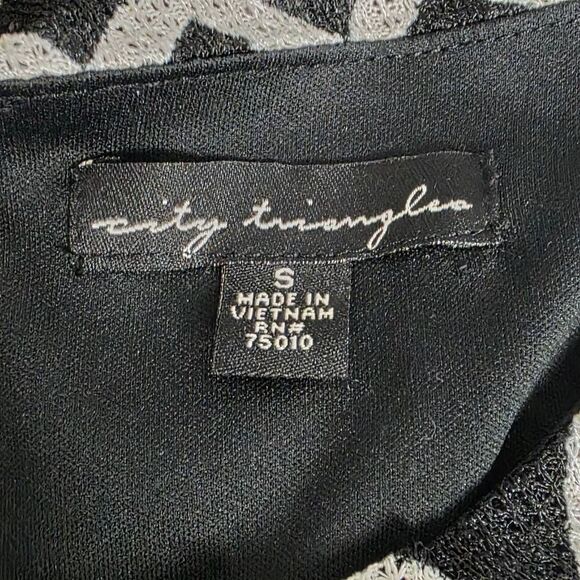 city triangles
S
MADE IN
VIETNAM
RN#
75010